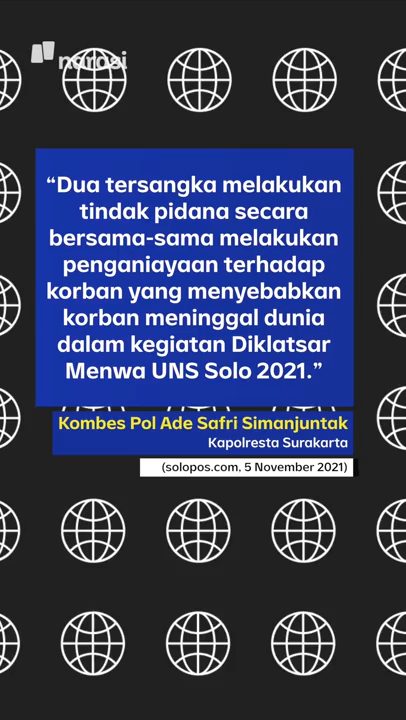 narasi
“Dua tersangka melakukan
tindak pidana secara
bersama-sama melakukan
penganiayaan terhadap
korban yang menyebabkan
korban meninggal dunia
dalam kegiatan Diklatsar
Menwa UNS Solo 2021.”
Kombes Pol Ade Safri Simanjuntak
Kapolresta Surakarta
(solopos.com, 5 November 2021)